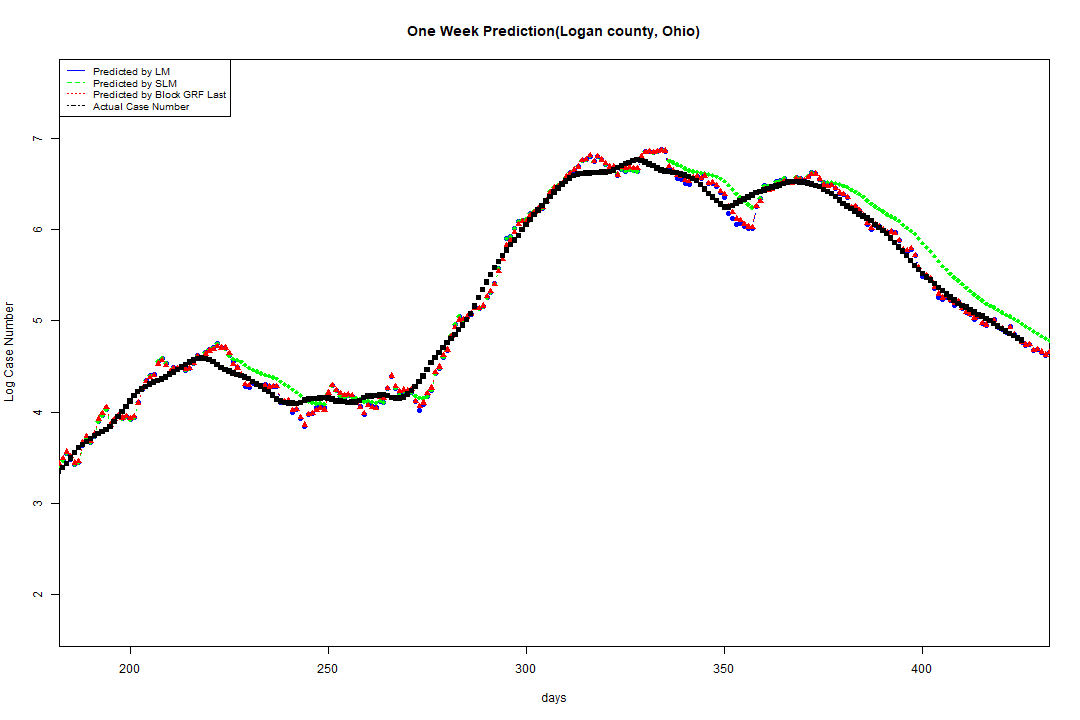 One Week Prediction(Logan county, Ohio)
Predicted by LM
Predicted by SLM
Predicted by Block GRF Last
Actual Case Number
7
6
5
4
3
2
Log Case Number
200 250 300 350 400
days